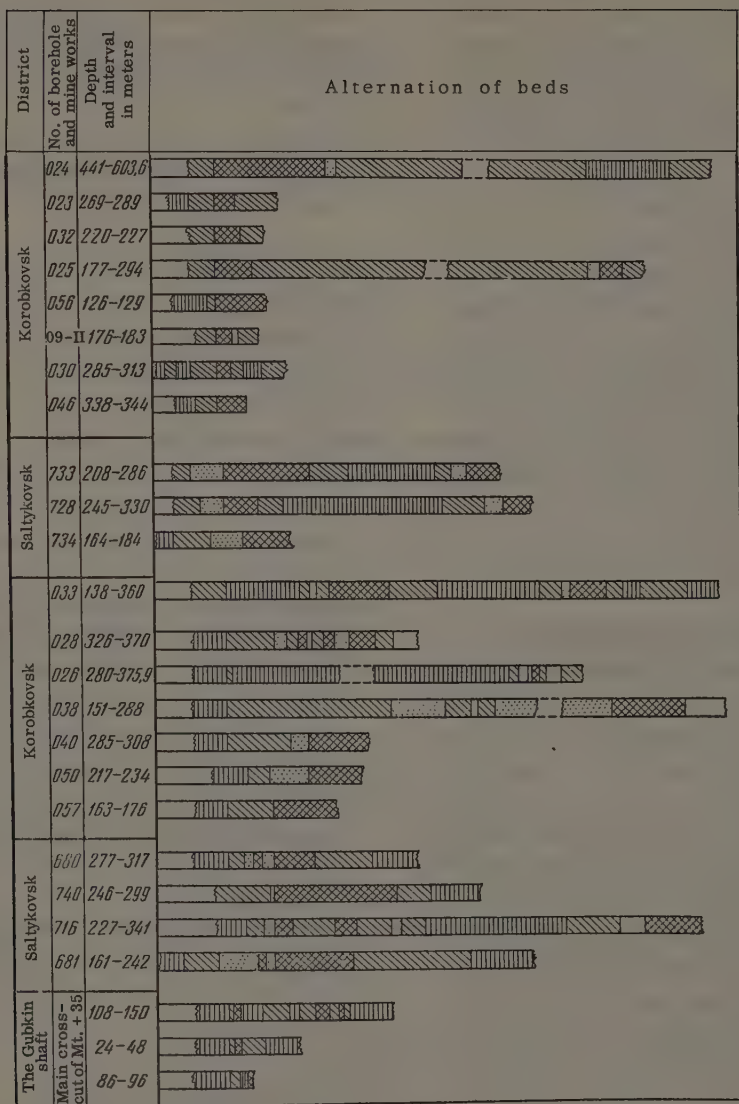 District
No. of borehole
and mine works
Depth
and interval
in meters
Alternation of beds
Korobkovsk
024 441-603,6
023 269-289
032 220-227
025 177-294
056 126-129
09-II 176-183
030 285-313
046 338-344
Saltykovsk
733 208-286
728 245-330
734 164-184
Korobkovsk
033 138-360
028 326-370
026 280-375,9
038 151-288
040 285-308
050 217-234
057 163-176
Saltykovsk
680 277-317
740 246-299
716 227-341
681 161-242
The Gubkin
shaft
Main cross-
cut of Mt. + 35
108-150
24-48
86-96